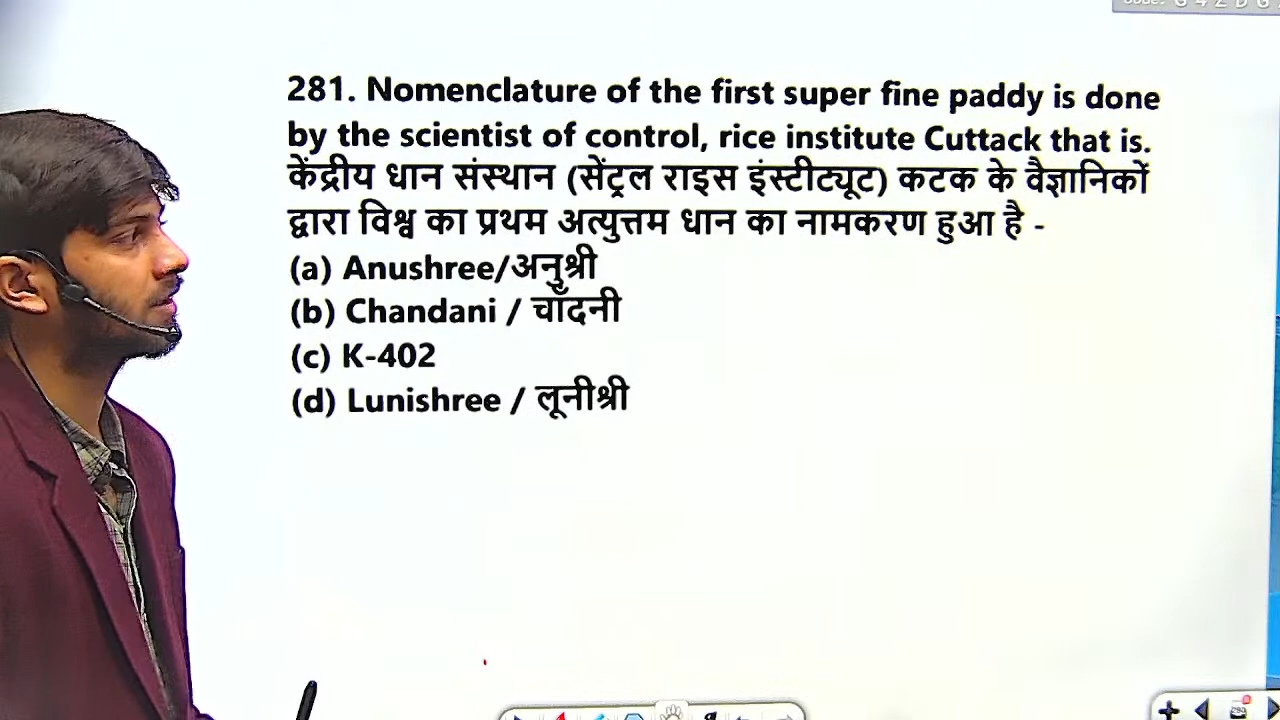 281. Nomenclature of the first super fine paddy is done
by the scientist of control, rice institute Cuttack that is.
केंद्रीय धान संस्थान (सेंट्रल राइस इंस्टीट्यूट) कटक के वैज्ञानिकों
द्वारा विश्व का प्रथम अत्युत्तम धान का नामकरण हुआ है -
(a) Anushree/अनुश्री
(b) Chandani / चाँदनी
(c) K-402
(d) Lunishree / लूनीश्री